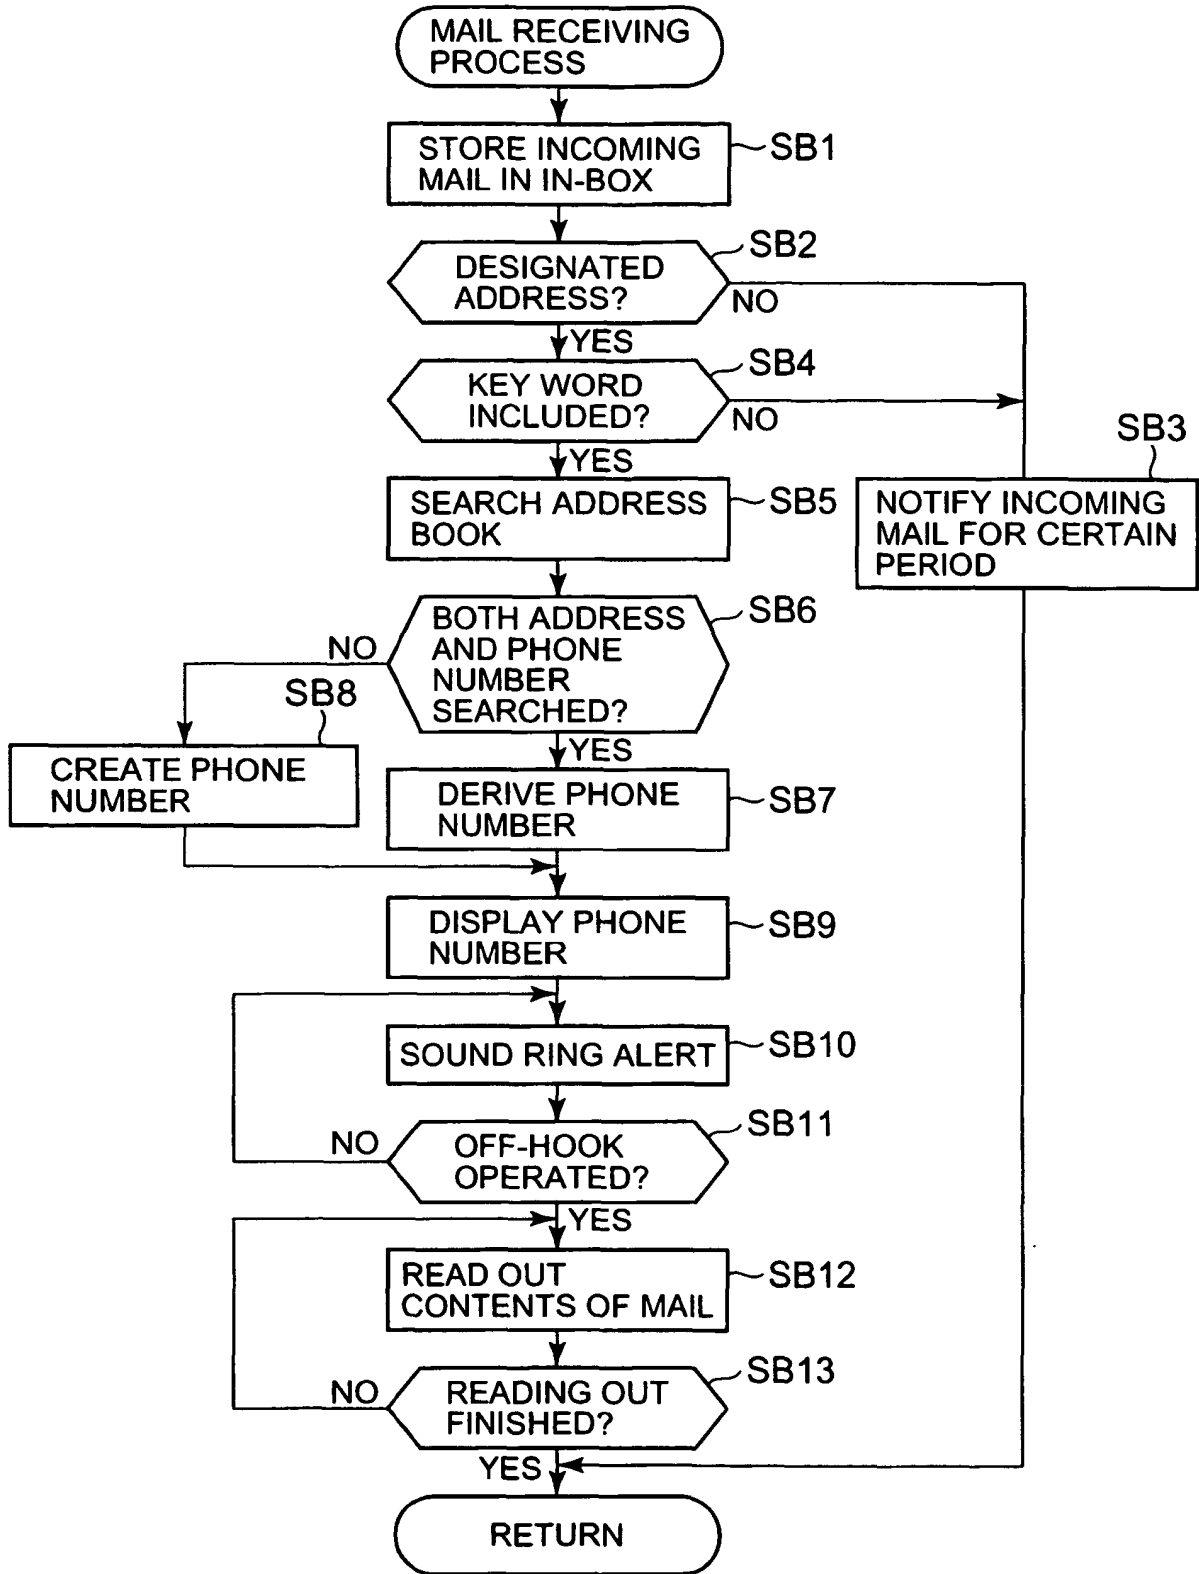 MAIL RECEIVING
PROCESS
STORE INCOMING
MAIL IN IN-BOX
SB1
DESIGNATED
ADDRESS?
SB2
NO
YES
KEY WORD
INCLUDED?
SB4
NO
YES
SB3
NOTIFY INCOMING
MAIL FOR CERTAIN
PERIOD
SEARCH ADDRESS
BOOK
SB5
BOTH ADDRESS
AND PHONE
NUMBER
SEARCHED?
SB6
NO
YES
SB8
CREATE PHONE
NUMBER
DERIVE PHONE
NUMBER
SB7
DISPLAY PHONE
NUMBER
SB9
SOUND RING ALERT
SB10
OFF-HOOK
OPERATED?
SB11
NO
YES
READ OUT
CONTENTS OF MAIL
SB12
READING OUT
FINISHED?
SB13
NO
YES
RETURN